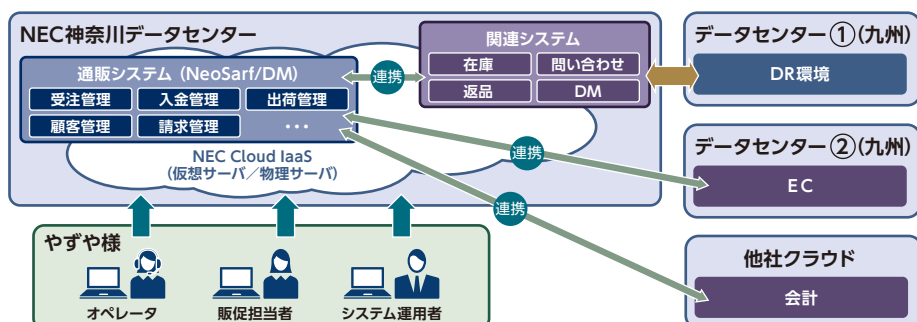 NEC神奈川データセンター
通販システム（NeoSarf/DM）
受注管理
入金管理
出荷管理
顧客管理
請求管理
・・・
NEC Cloud IaaS
（仮想サーバ／物理サーバ）
連携
関連システム
在庫
問い合わせ
返品
DM
連携
連携
データセンター①（九州）
DR環境
データセンター②（九州）
EC
他社クラウド
会計
やずや様
オペレータ
販促担当者
システム運用者